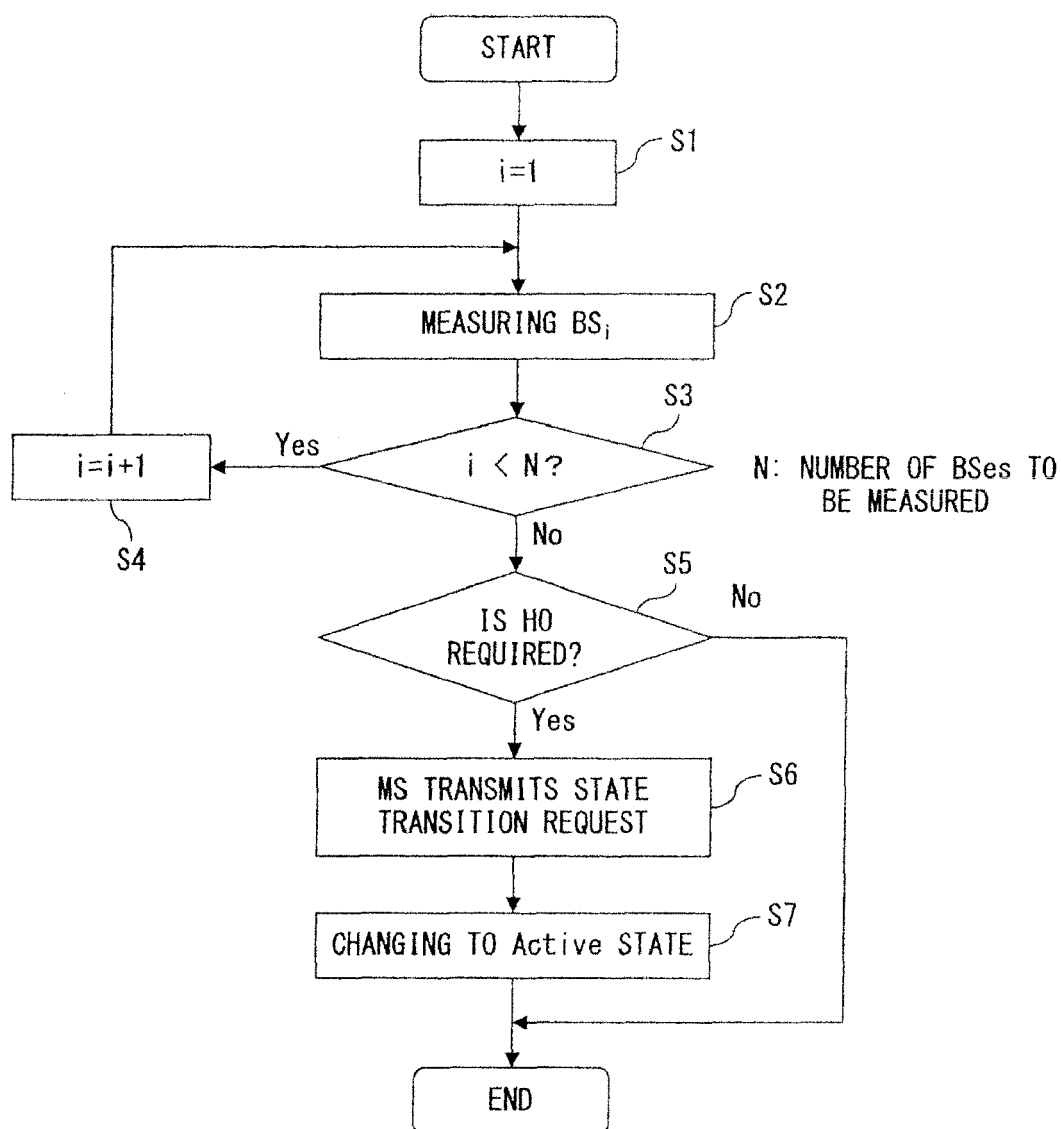 START
S1
i=1
S2
MEASURING BSi
S3
Yes
i < N?
i=i+1
N: NUMBER OF BSes TO
BE MEASURED
S4
No
S5
No
IS HO
REQUIRED?
Yes
S6
MS TRANSMITS STATE
TRANSITION REQUEST
S7
CHANGING TO Active STATE
END